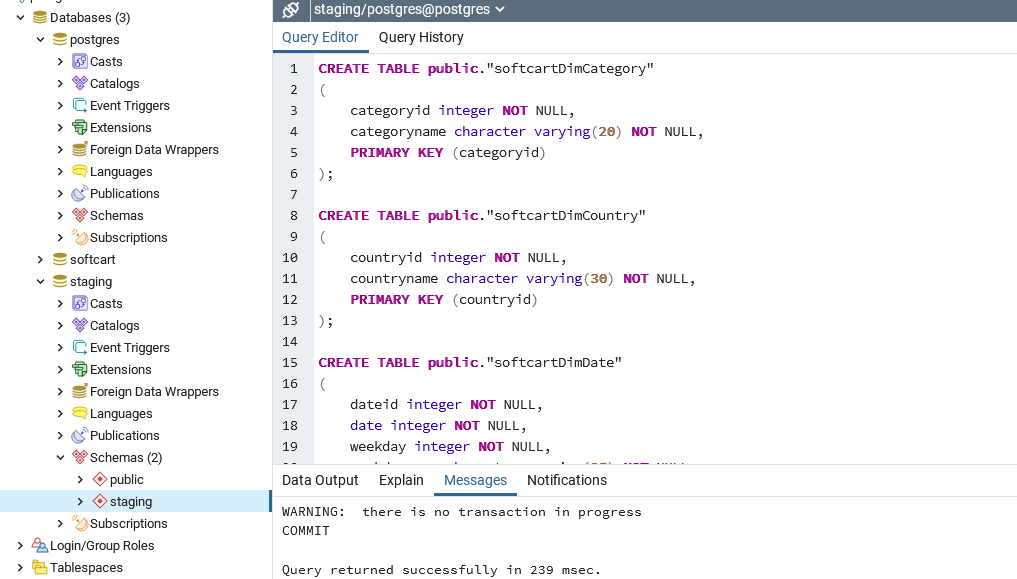 Databases (3)
postgres
Casts
Catalogs
Event Triggers
Extensions
Foreign Data Wrappers
Languages
Publications
Schemas
Subscriptions
softcart
staging
Casts
Catalogs
Event Triggers
Extensions
Foreign Data Wrappers
Languages
Publications
Schemas (2)
public
staging
Subscriptions
Login/Group Roles
Tablespaces
staging/postgres@postgres
Query Editor Query History
1 CREATE TABLE public."softcartDimCategory"
2 (
3 categoryid integer NOT NULL,
4 categoryname character varying(20) NOT NULL,
5 PRIMARY KEY (categoryid)
6 );
7
8 CREATE TABLE public."softcartDimCountry"
9 (
10 countryid integer NOT NULL,
11 countryname character varying(30) NOT NULL,
12 PRIMARY KEY (countryid)
13 );
14
15 CREATE TABLE public."softcartDimDate"
16 (
17 dateid integer NOT NULL,
18 date integer NOT NULL,
19 weekday integer NOT NULL,
Data Output Explain Messages Notifications
WARNING:  there is no transaction in progress
COMMIT
Query returned successfully in 239 msec.